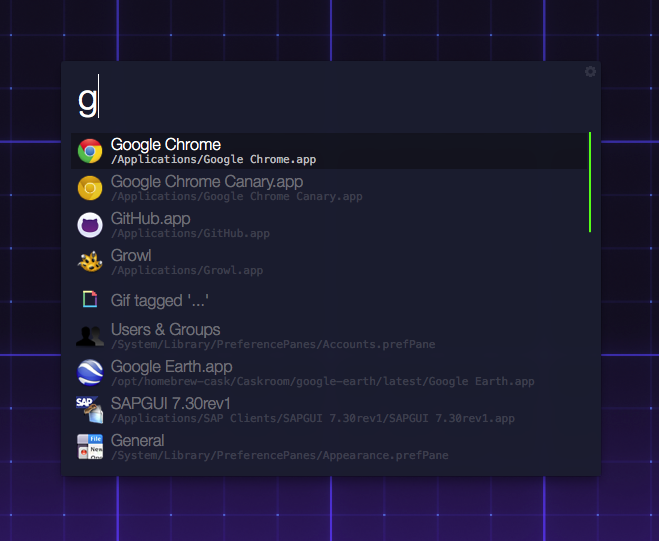 g
Google Chrome
/Applications/Google Chrome.app
Google Chrome Canary.app
/Applications/Google Chrome Canary.app
GitHub.app
/Applications/GitHub.app
Growl
/Applications/Growl.app
Gif tagged '...'
Users & Groups
/System/Library/PreferencePanes/Accounts.prefPane
Google Earth.app
/opt/homebrew-cask/Caskroom/google-earth/latest/Google Earth.app
SAP
SAPGUI 7.30rev1
/Applications/SAP Clients/SAPGUI 7.30rev1/SAPGUI 7.30rev1.app
File
New
General
/System/Library/PreferencePanes/Appearance.prefPane